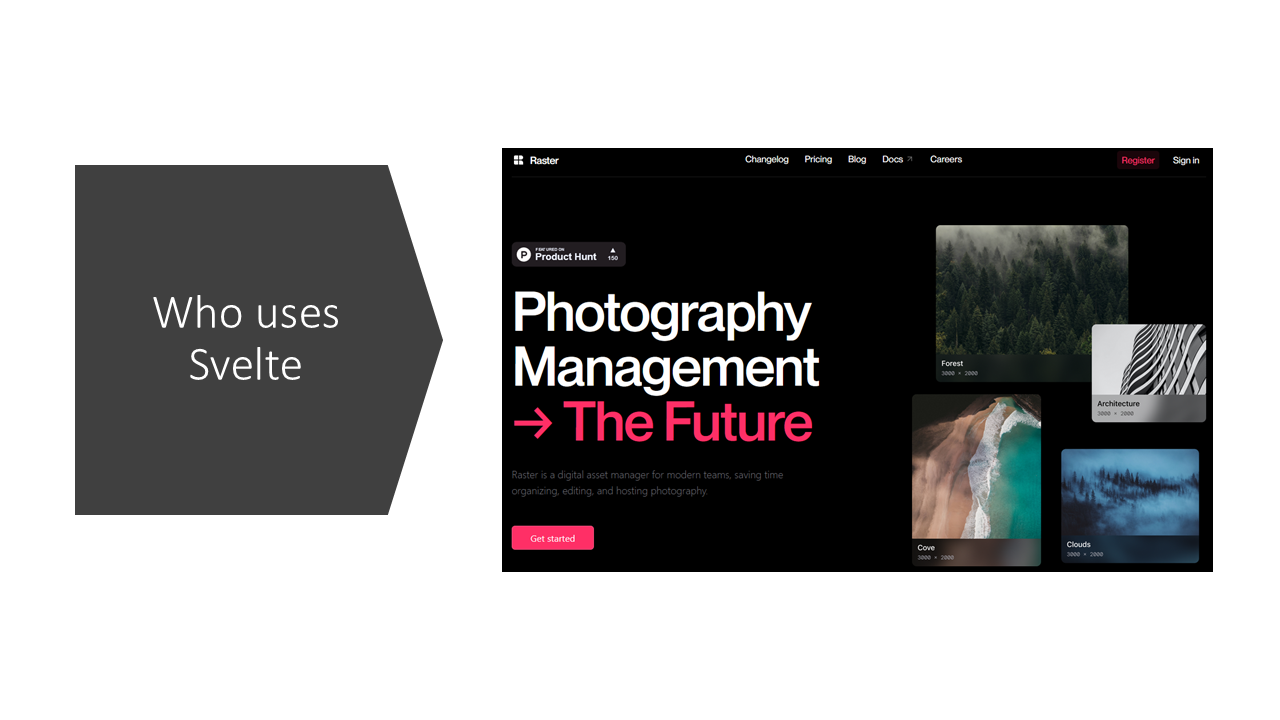 Who uses
Svelte
Raster
Changelog
Pricing
Blog
Docs ↗
Careers
Register
Sign in
FEATURED ON
Product Hunt
▲
150
Photography
Management
→ The Future
Raster is a digital asset manager for modern teams, saving time
organizing, editing, and hosting photography.
Get started
Forest
3000 × 2000
Architecture
3000 × 2000
Cove
3000 × 2000
Clouds
3000 × 2000